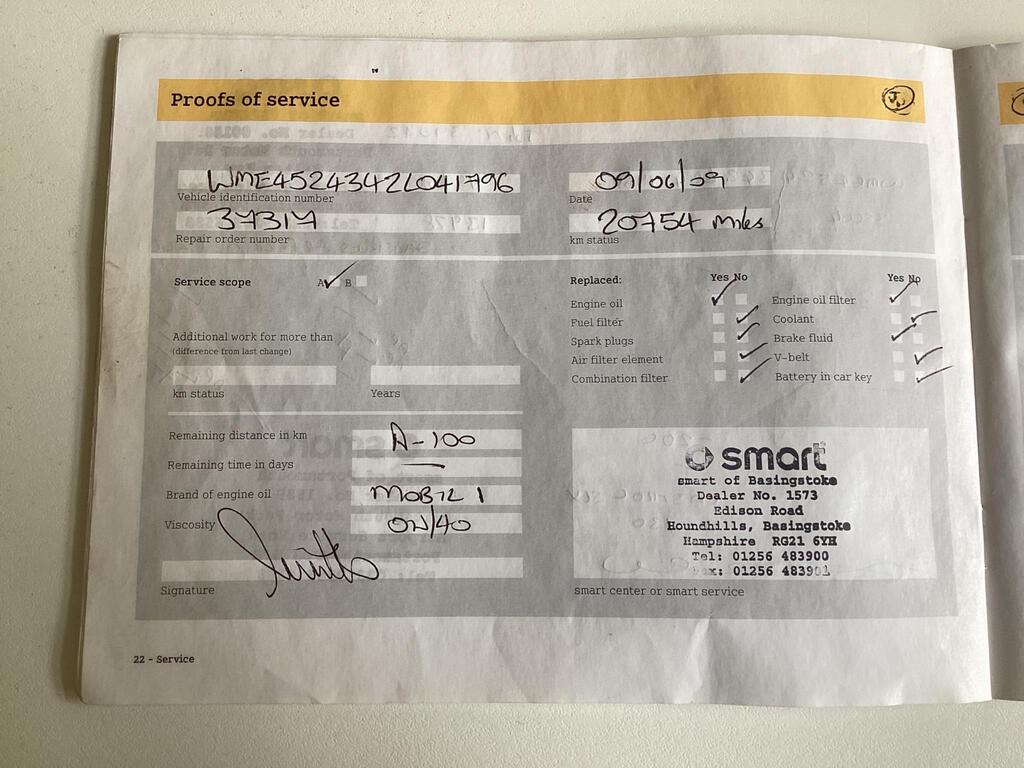 Proofs of service
WME4524342L041796
Vehicle identification number
09/06/09
Date
37317
Repair order number
20754 miles
km status
Service scope
A B
Replaced:
Yes No
Yes No
Engine oil
Engine oil filter
Fuel filter
Coolant
Spark plugs
Brake fluid
Air filter element
V-belt
Combination filter
Battery in car key
Additional work for more than
(difference from last change)
km status
Years
Remaining distance in km
A-100
Remaining time in days
—
Brand of engine oil
MOBIL 1
Viscosity
0W/40
Signature
smart
smart of Basingstoke
Dealer No. 1573
Edison Road
Houndhills, Basingstoke
Hampshire RG21 6YH
Tel: 01256 483900
Fax: 01256 483901
smart center or smart service
22 - Service